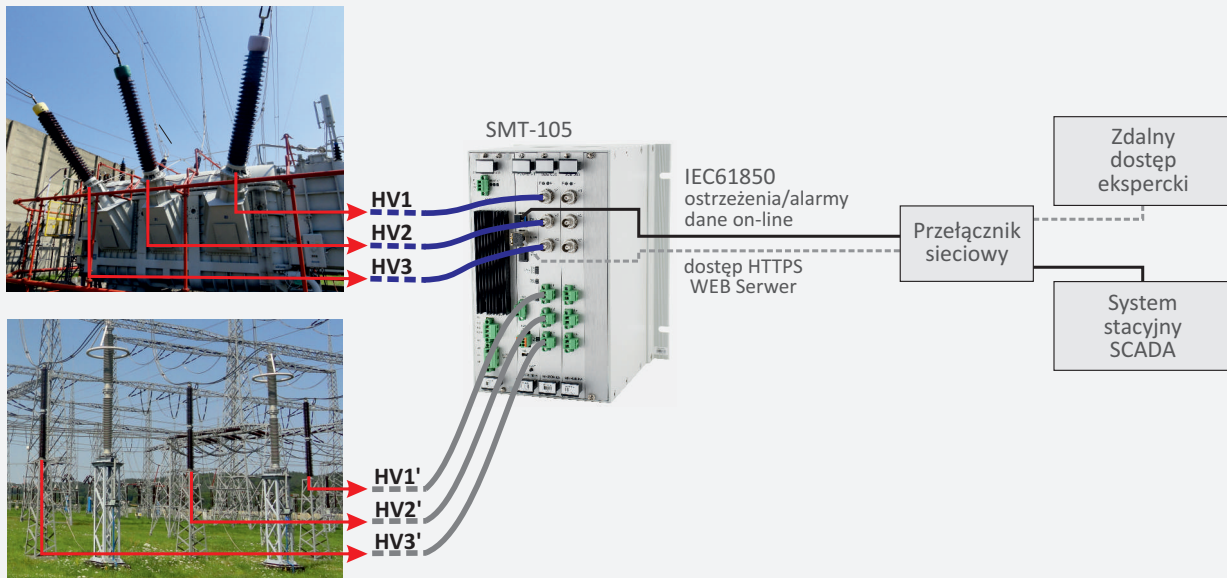 SMT-105
HV1
HV2
HV3
IEC61850
ostrzeżenia/alarmy
dane on-line
dostęp HTTPS
WEB Serwer
Przełącznik
sieciowy
Zdalny
dostęp
ekspercki
System
stacyjny
SCADA
HV1'
HV2'
HV3'